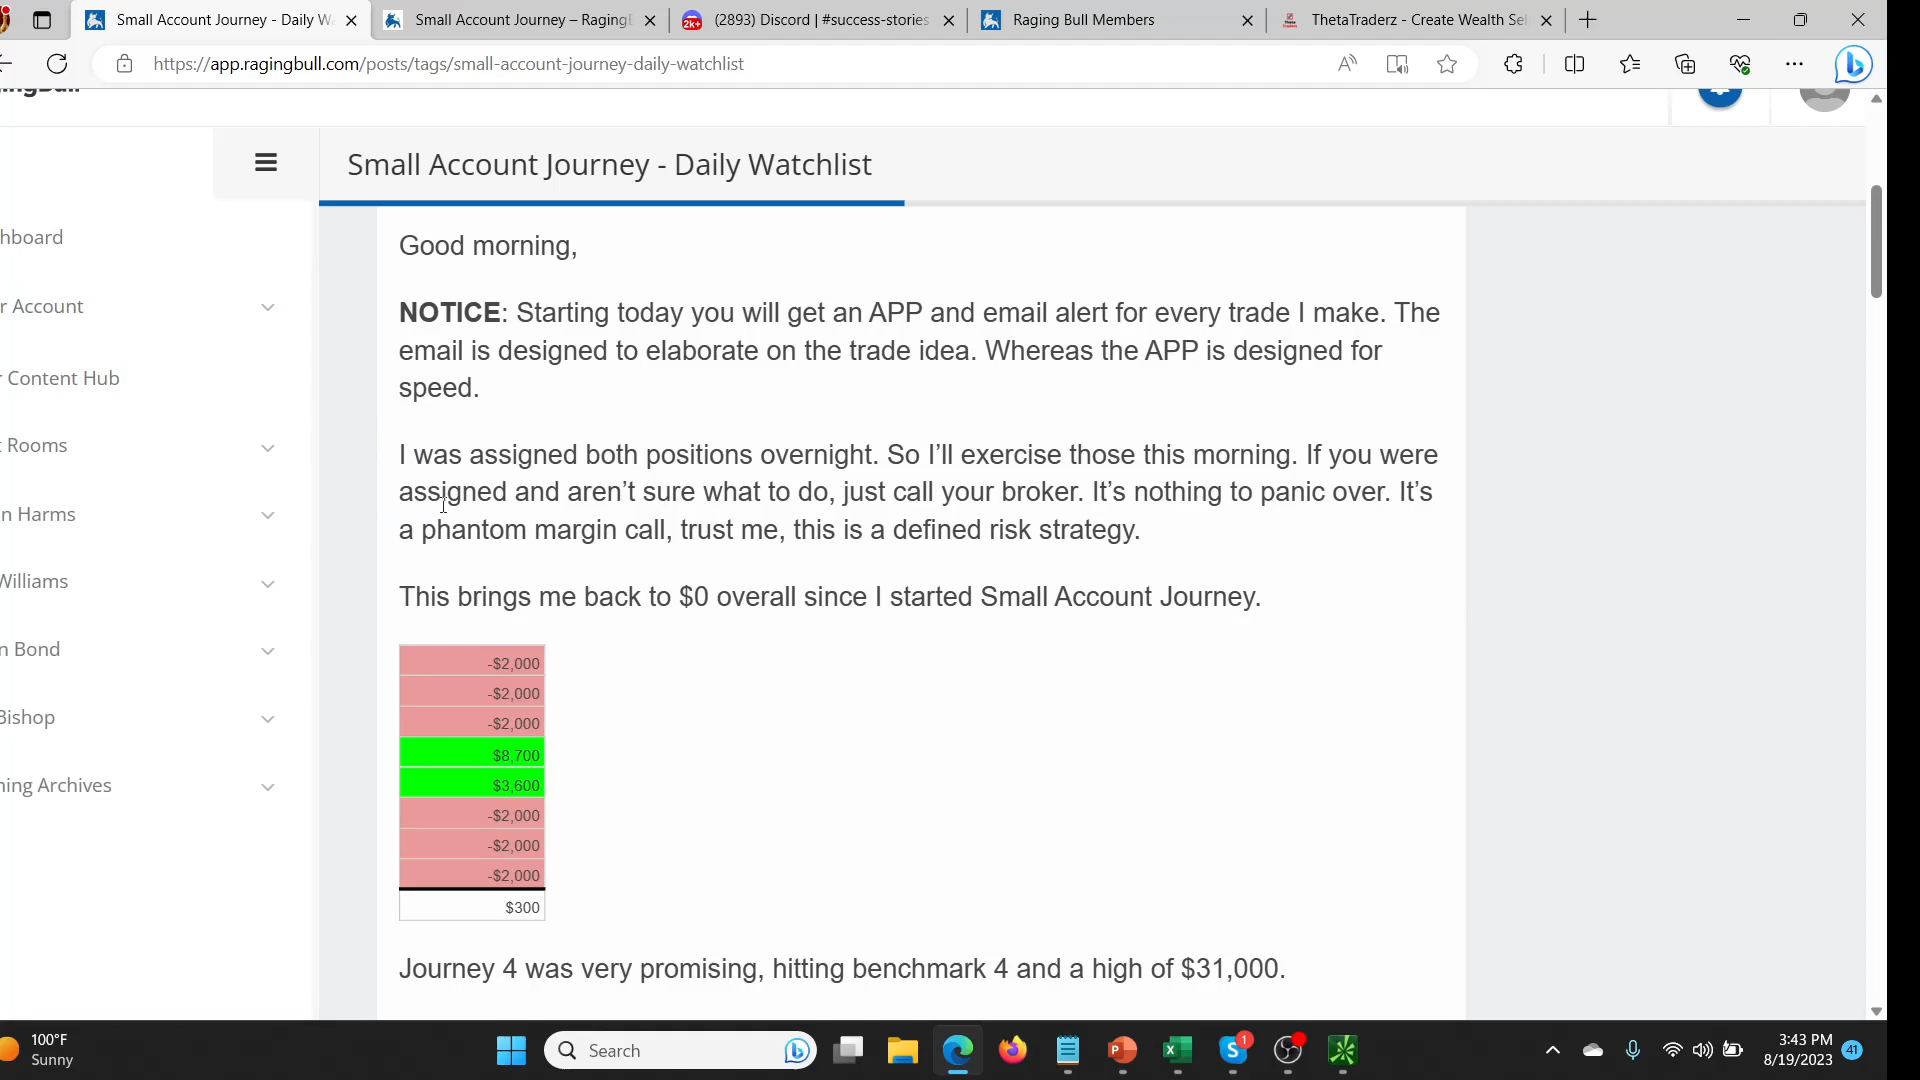 Small Account Journey - Daily Wa
Small Account Journey – RagingB
(2893) Discord | #success-stories
Raging Bull Members
ThetaTraderz - Create Wealth Sel
https://app.ragingbull.com/posts/tags/small-account-journey-daily-watchlist
Small Account Journey - Daily Watchlist
hboard
r Account
r Content Hub
t Rooms
n Harms
Williams
n Bond
Bishop
ning Archives
Good morning,
NOTICE: Starting today you will get an APP and email alert for every trade I make. The
email is designed to elaborate on the trade idea. Whereas the APP is designed for
speed.
I was assigned both positions overnight. So I’ll exercise those this morning. If you were
assigned and aren’t sure what to do, just call your broker. It’s nothing to panic over. It’s
a phantom margin call, trust me, this is a defined risk strategy.
This brings me back to $0 overall since I started Small Account Journey.
-$2,000
-$2,000
-$2,000
$8,700
$3,600
-$2,000
-$2,000
-$2,000
$300
Journey 4 was very promising, hitting benchmark 4 and a high of $31,000.
100°F
Sunny
Search
1
3:43 PM
8/19/2023
41